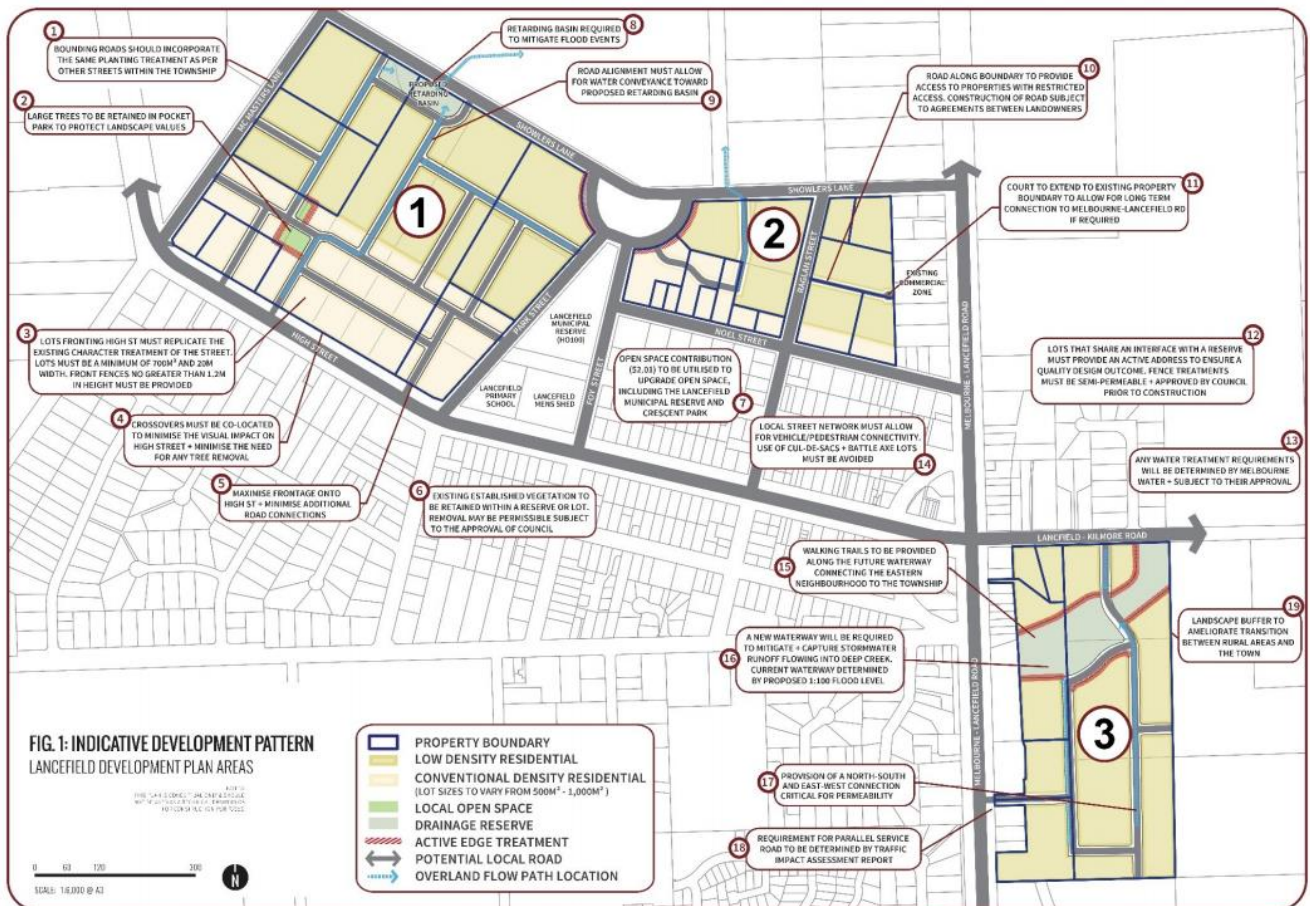 1
BOUNDING ROADS SHOULD INCORPORATE
THE SAME PLANTING TREATMENT AS PER
OTHER STREETS WITHIN THE TOWNSHIP
8
RETARDING BASIN REQUIRED
TO MITIGATE FLOOD EVENTS
ROAD ALIGNMENT MUST ALLOW
FOR WATER CONVEYANCE TOWARD
PROPOSED RETARDING BASIN
9
10
ROAD ALONG BOUNDARY TO PROVIDE
ACCESS TO PROPERTIES WITH RESTRICTED
ACCESS. CONSTRUCTION OF ROAD SUBJECT
TO AGREEMENTS BETWEEN LANDOWNERS
2
LARGE TREES TO BE RETAINED IN POCKET
PARK TO PROTECT LANDSCAPE VALUES
MC MASTERS LANE
PROPOSED
RETARDING
BASIN
SHOWLERS LANE
SHOWLERS LANE
11
COURT TO EXTEND TO EXISTING PROPERTY
BOUNDARY TO ALLOW FOR LONG TERM
CONNECTION TO MELBOURNE-LANCEFIELD RD
IF REQUIRED
1
2
RAGLAN STREET
EXISTING
COMMERCIAL
ZONE
PARK STREET
NOEL STREET
HIGH STREET
LANCEFIELD
MUNICIPAL
RESERVE
(HO100)
FOY STREET
LANCEFIELD
PRIMARY
SCHOOL
LANCEFIELD
MENS SHED
MELBOURNE - LANCEFIELD ROAD
3
LOTS FRONTING HIGH ST MUST REPLICATE THE
EXISTING CHARACTER TREATMENT OF THE STREET.
LOTS MUST BE A MINIMUM OF 700M² AND 20M
WIDTH. FRONT FENCES NO GREATER THAN 1.2M
IN HEIGHT MUST BE PROVIDED
OPEN SPACE CONTRIBUTION
(52.01) TO BE UTILISED TO
UPGRADE OPEN SPACE,
INCLUDING THE LANCEFIELD
MUNICIPAL RESERVE AND
CRESCENT PARK
7
12
LOTS THAT SHARE AN INTERFACE WITH A RESERVE
MUST PROVIDE AN ACTIVE ADDRESS TO ENSURE A
QUALITY DESIGN OUTCOME. FENCE TREATMENTS
MUST BE SEMI-PERMEABLE + APPROVED BY COUNCIL
PRIOR TO CONSTRUCTION
4
CROSSOVERS MUST BE CO-LOCATED
TO MINIMISE THE VISUAL IMPACT ON
HIGH STREET + MINIMISE THE NEED
FOR ANY TREE REMOVAL
LOCAL STREET NETWORK MUST ALLOW
FOR VEHICLE/PEDESTRIAN CONNECTIVITY.
USE OF CUL-DE-SACS + BATTLE AXE LOTS
MUST BE AVOIDED
14
13
ANY WATER TREATMENT REQUIREMENTS
WILL BE DETERMINED BY MELBOURNE
WATER + SUBJECT TO THEIR APPROVAL
5
MAXIMISE FRONTAGE ONTO
HIGH ST + MINIMISE ADDITIONAL
ROAD CONNECTIONS
6
EXISTING ESTABLISHED VEGETATION TO
BE RETAINED WITHIN A RESERVE OR LOT.
REMOVAL MAY BE PERMISSIBLE SUBJECT
TO THE APPROVAL OF COUNCIL
LANCFIELD - KILMORE ROAD
15
WALKING TRAILS TO BE PROVIDED
ALONG THE FUTURE WATERWAY
CONNECTING THE EASTERN
NEIGHBOURHOOD TO THE TOWNSHIP
16
A NEW WATERWAY WILL BE REQUIRED
TO MITIGATE + CAPTURE STORMWATER
RUNOFF FLOWING INTO DEEP CREEK.
CURRENT WATERWAY DETERMINED
BY PROPOSED 1:100 FLOOD LEVEL
19
LANDSCAPE BUFFER TO
AMELIORATE TRANSITION
BETWEEN RURAL AREAS AND
THE TOWN
MELBOURNE - LANCEFIELD ROAD
3
17
PROVISION OF A NORTH-SOUTH
AND EAST-WEST CONNECTION
CRITICAL FOR PERMEABILITY
18
REQUIREMENT FOR PARALLEL SERVICE
ROAD TO BE DETERMINED BY TRAFFIC
IMPACT ASSESSMENT REPORT
FIG. 1: INDICATIVE DEVELOPMENT PATTERN
LANCEFIELD DEVELOPMENT PLAN AREAS
0 60 120 300
SCALE: 1:6,000 @ A3
N
PROPERTY BOUNDARY
LOW DENSITY RESIDENTIAL
CONVENTIONAL DENSITY RESIDENTIAL
(LOT SIZES TO VARY FROM 500M² - 1,000M²)
LOCAL OPEN SPACE
DRAINAGE RESERVE
ACTIVE EDGE TREATMENT
POTENTIAL LOCAL ROAD
OVERLAND FLOW PATH LOCATION